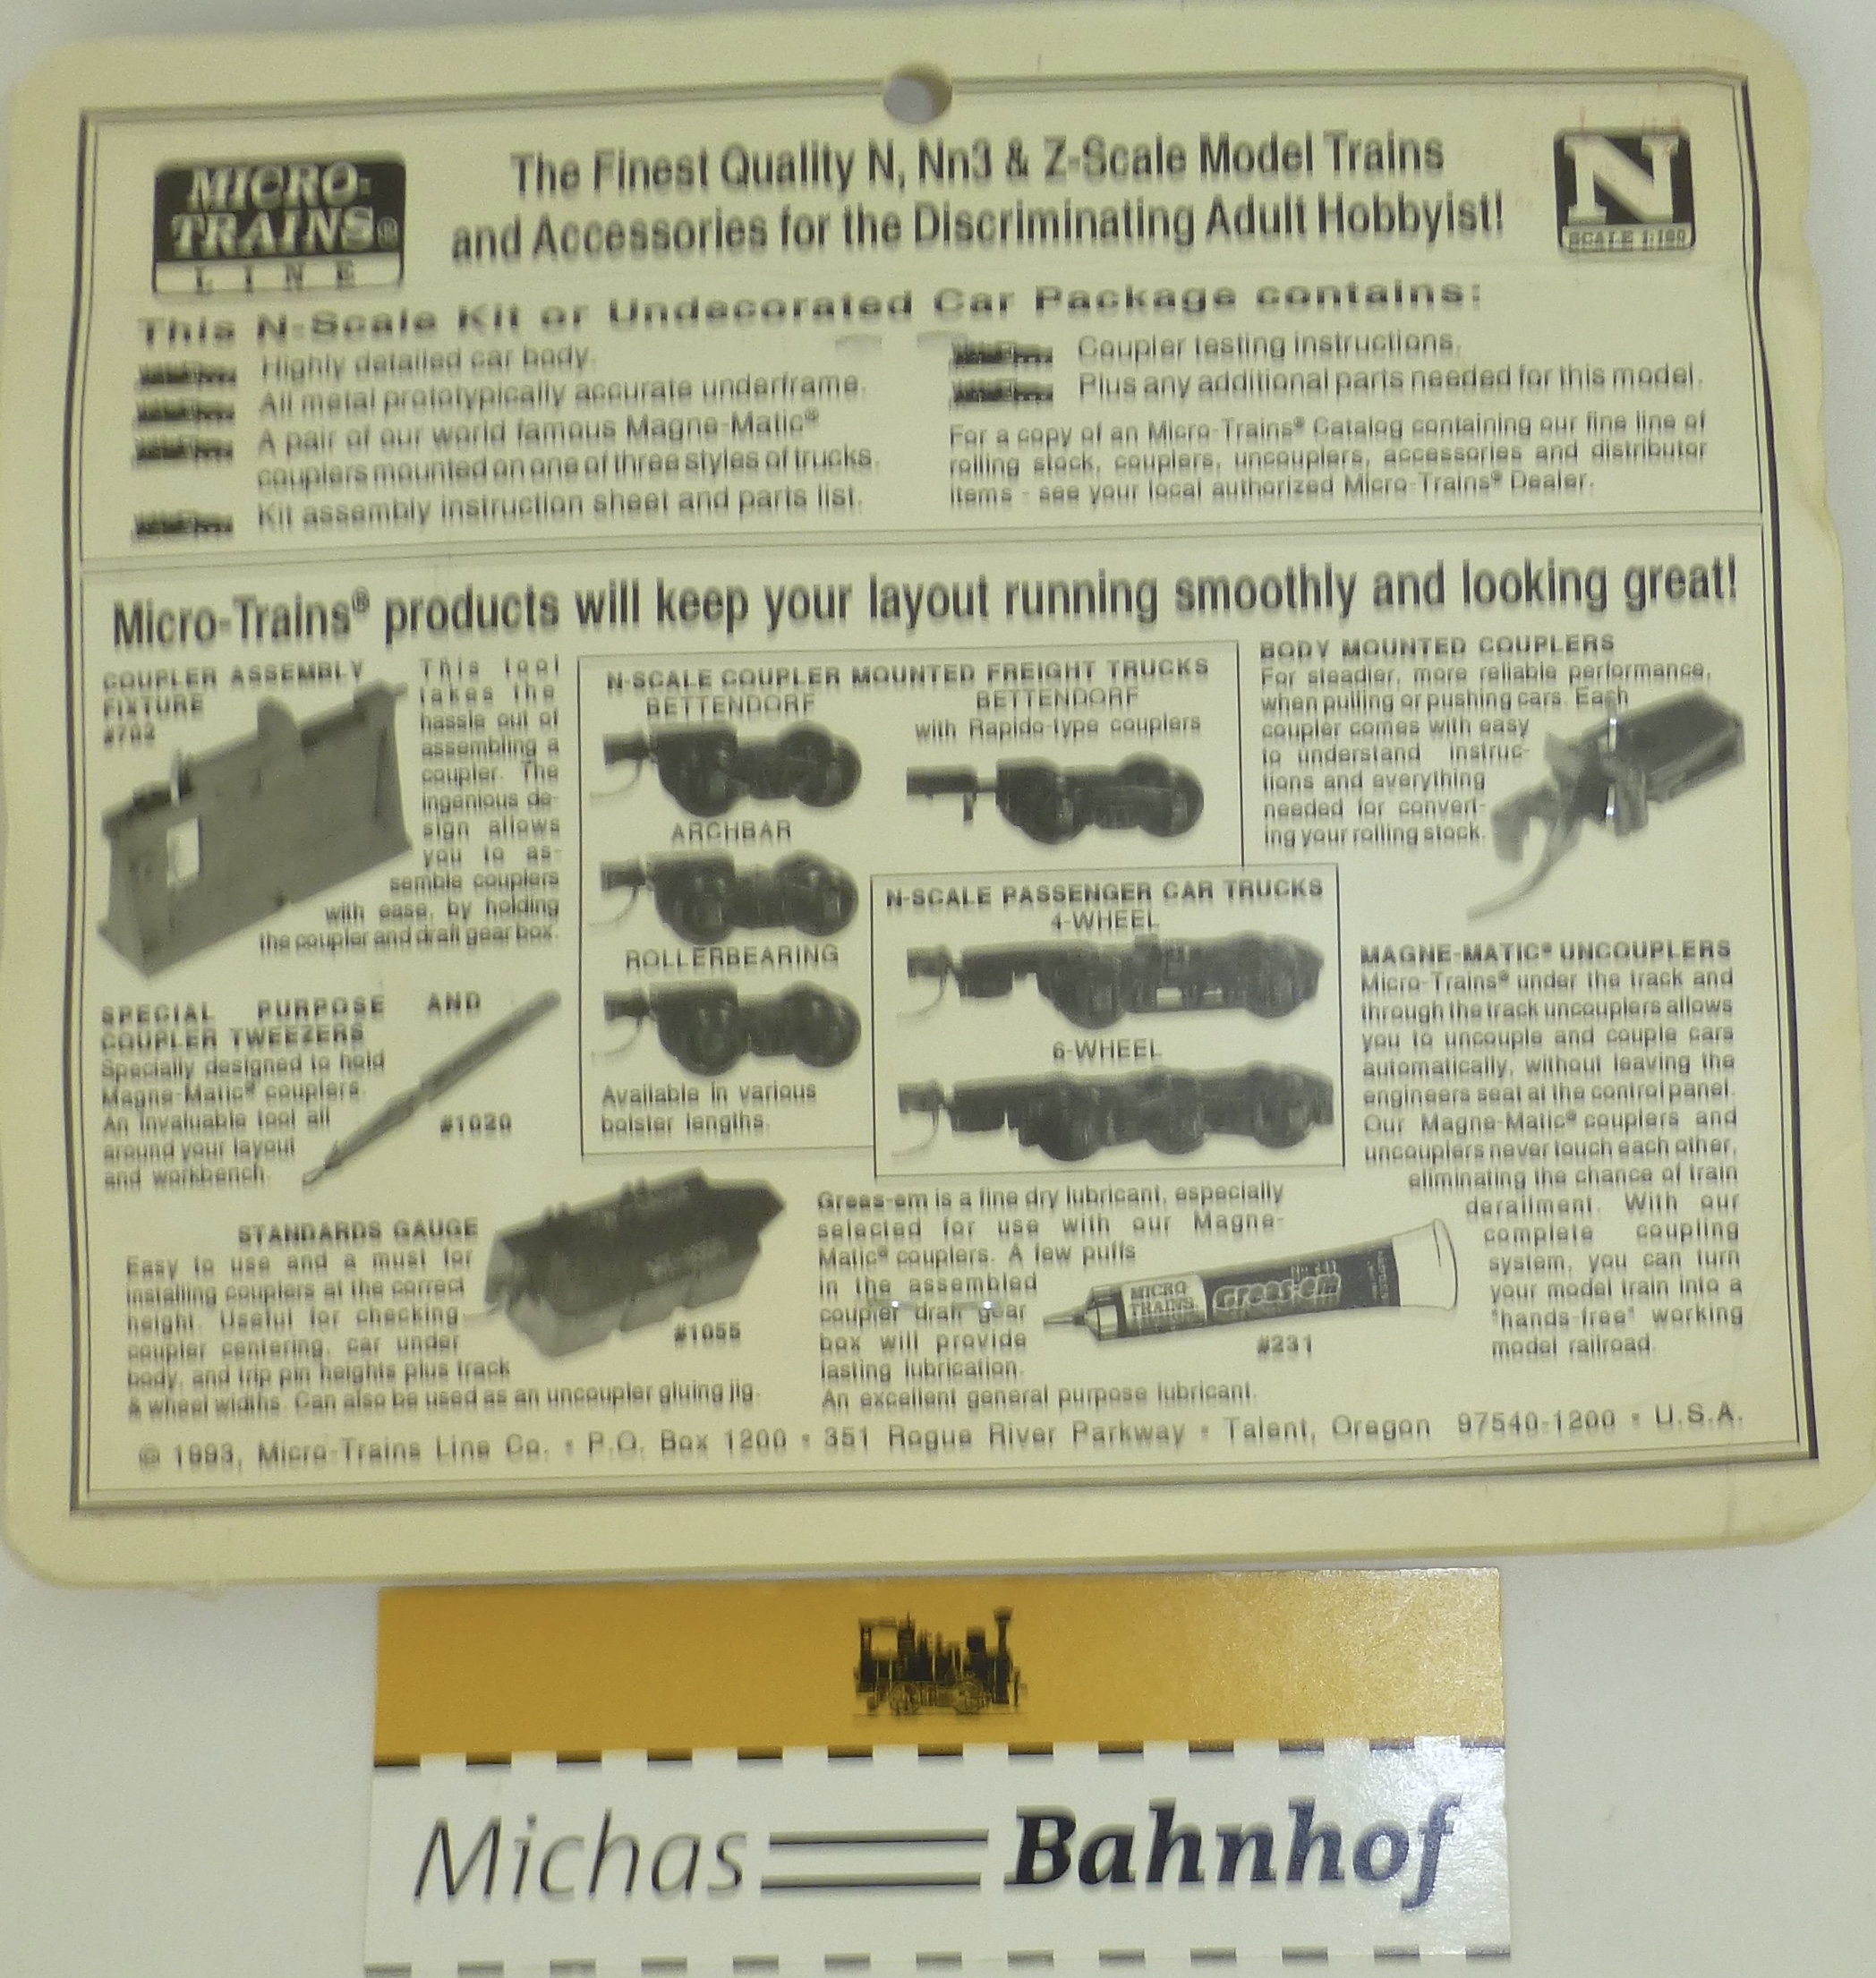 MICRO-
TRAINS®
LINE
The Finest Quality N, Nn3 & Z-Scale Model Trains
and Accessories for the Discriminating Adult Hobbyist!
N
SCALE 1:160
This N-Scale Kit or Undecorated Car Package contains:
Highly detailed car body.
All metal prototypically accurate underframe.
A pair of our world famous Magne-Matic®
couplers mounted on one of three styles of trucks.
Kit assembly instruction sheet and parts list.
Coupler testing instructions.
Plus any additional parts needed for this model.
For a copy of an Micro-Trains® Catalog containing our fine line of
rolling stock, couplers, uncouplers, accessories and distributor
items - see your local authorized Micro-Trains® Dealer.
Micro-Trains® products will keep your layout running smoothly and looking great!
COUPLER ASSEMBLY
FIXTURE
#702
This tool
takes the
hassle out of
assembling a
coupler. The
ingenious de-
sign allows
you to as-
semble couplers
with ease, by holding
the coupler and draft gear box.
SPECIAL PURPOSE AND
COUPLER TWEEZERS
Specially designed to hold
Magne-Matic® couplers.
An invaluable tool all
around your layout
and workbench.
#1020
N-SCALE COUPLER MOUNTED FREIGHT TRUCKS
BETTENDORF
ARCHBAR
ROLLERBEARING
Available in various
bolster lengths.
BETTENDORF
with Rapido-type couplers
N-SCALE PASSENGER CAR TRUCKS
4-WHEEL
6-WHEEL
BODY MOUNTED COUPLERS
For steadier, more reliable performance,
when pulling or pushing cars. Each
coupler comes with easy
to understand instruc-
tions and everything
needed for convert-
ing your rolling stock.
MAGNE-MATIC® UNCOUPLERS
Micro-Trains® under the track and
through the track uncouplers allows
you to uncouple and couple cars
automatically, without leaving the
engineers seat at the control panel.
Our Magne-Matic® couplers and
uncouplers never touch each other,
eliminating the chance of train
derailment. With our
complete coupling
system, you can turn
your model train into a
"hands-free" working
model railroad.
STANDARDS GAUGE
Easy to use and a must for
installing couplers at the correct
height. Useful for checking
coupler centering, car under
body, and trip pin heights plus track
& wheel widths. Can also be used as an uncoupler gluing jig.
#1055
Greas-em is a fine dry lubricant, especially
selected for use with our Magne-
Matic® couplers. A few puffs
in the assembled
coupler draft gear
box will provide
lasting lubrication.
An excellent general purpose lubricant.
MICRO
TRAINS
Greas-em
#231
© 1993, Micro-Trains Line Co. • P.O. Box 1200 • 351 Rogue River Parkway • Talent, Oregon 97540-1200 • U.S.A.
Michas Bahnhof